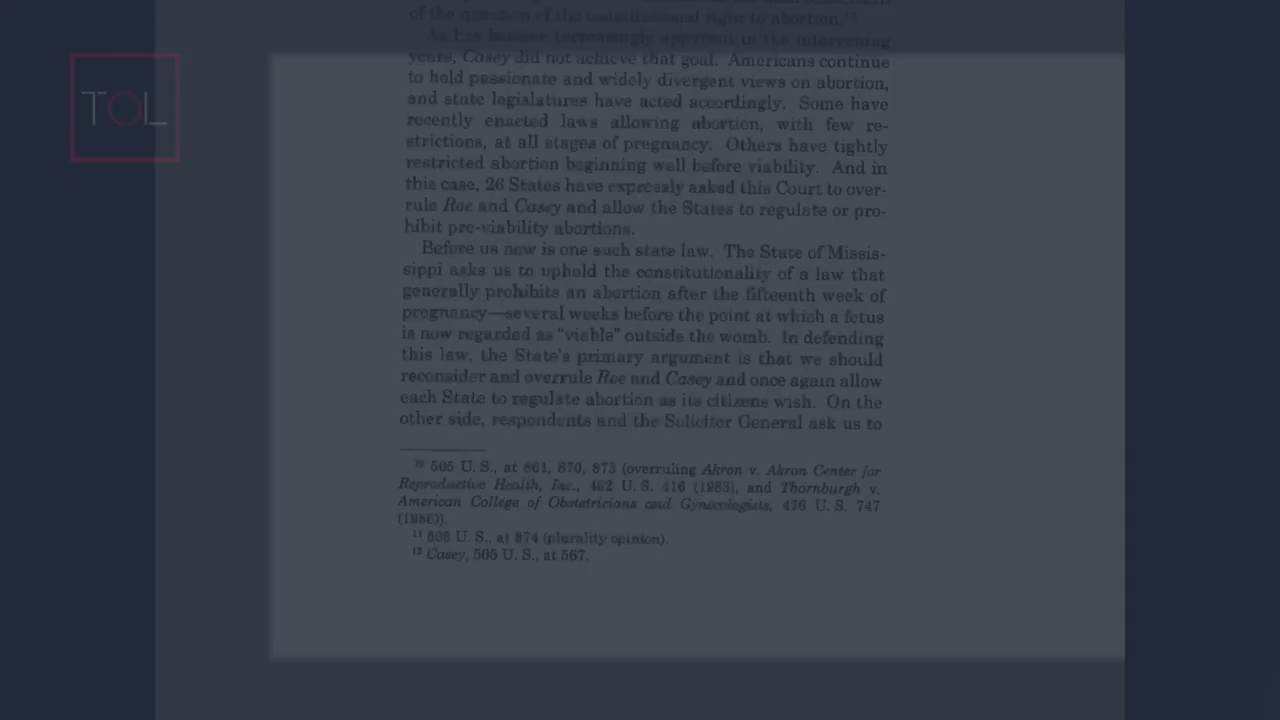 of the question of the constitutional right to abortion.
As has become increasingly apparent in the intervening
years, Casey did not achieve that goal. Americans continue
to hold passionate and widely divergent views on abortion,
and state legislatures have acted accordingly. Some have
recently enacted laws allowing abortion, with few re-
strictions, at all stages of pregnancy. Others have tightly
restricted abortion beginning well before viability. And in
this case, 26 States have expressly asked this Court to over-
rule Roe and Casey and allow the States to regulate or pro-
hibit pre-viability abortions.
Before us now is one such state law. The State of Missis-
sippi asks us to uphold the constitutionality of a law that
generally prohibits an abortion after the fifteenth week of
pregnancy—several weeks before the point at which a fetus
is now regarded as “viable” outside the womb. In defending
this law, the State’s primary argument is that we should
reconsider and overrule Roe and Casey and once again allow
each State to regulate abortion as its citizens wish. On the
other side, respondents and the Solicitor General ask us to
10 505 U. S., at 861, 870, 873 (overruling Akron v. Akron Center for
Reproductive Health, Inc., 462 U. S. 416 (1983), and Thornburgh v.
American College of Obstetricians and Gynecologists, 476 U. S. 747
(1986)).
11 505 U. S., at 874 (plurality opinion).
12 Casey, 505 U. S., at 567.
TOL